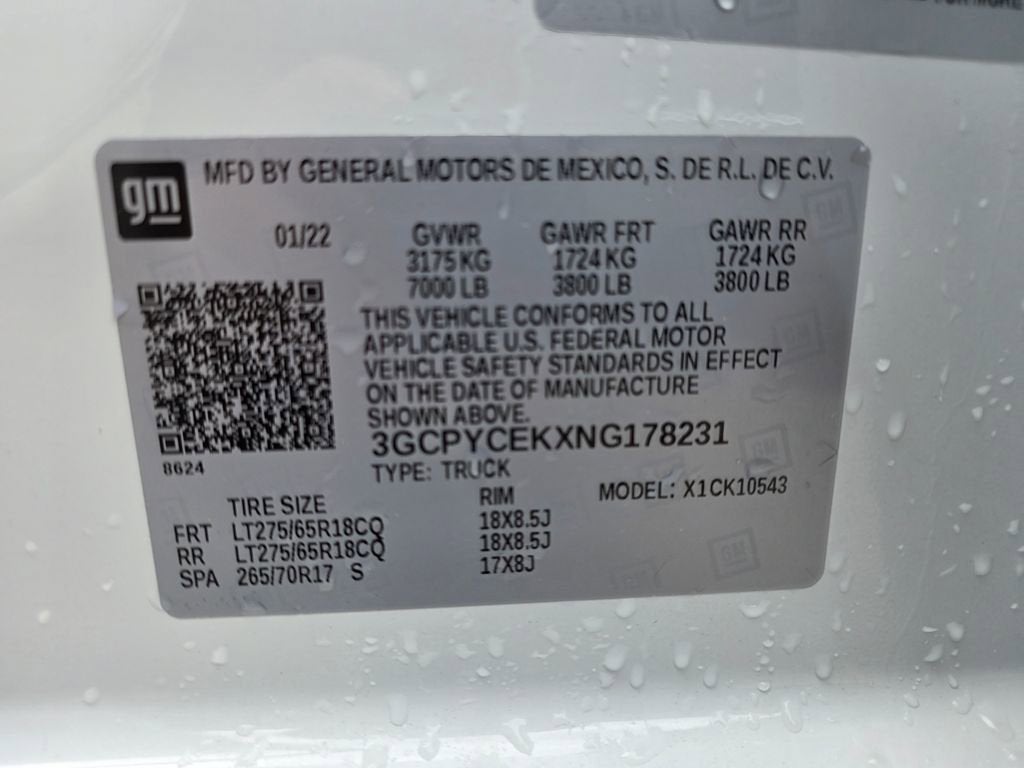 gm
MFD BY GENERAL MOTORS DE MEXICO, S. DE R.L. DE C.V.
01/22 GVWR GAWR FRT GAWR RR
3175 KG 1724 KG 1724 KG
7000 LB 3800 LB 3800 LB
THIS VEHICLE CONFORMS TO ALL
APPLICABLE U.S. FEDERAL MOTOR
VEHICLE SAFETY STANDARDS IN EFFECT
ON THE DATE OF MANUFACTURE
SHOWN ABOVE.
3GCPYCEKXNG178231
8624
TYPE: TRUCK
TIRE SIZE RIM MODEL: X1CK10543
FRT LT275/65R18CQ 18X8.5J
RR LT275/65R18CQ 18X8.5J
SPA 265/70R17 S 17X8J